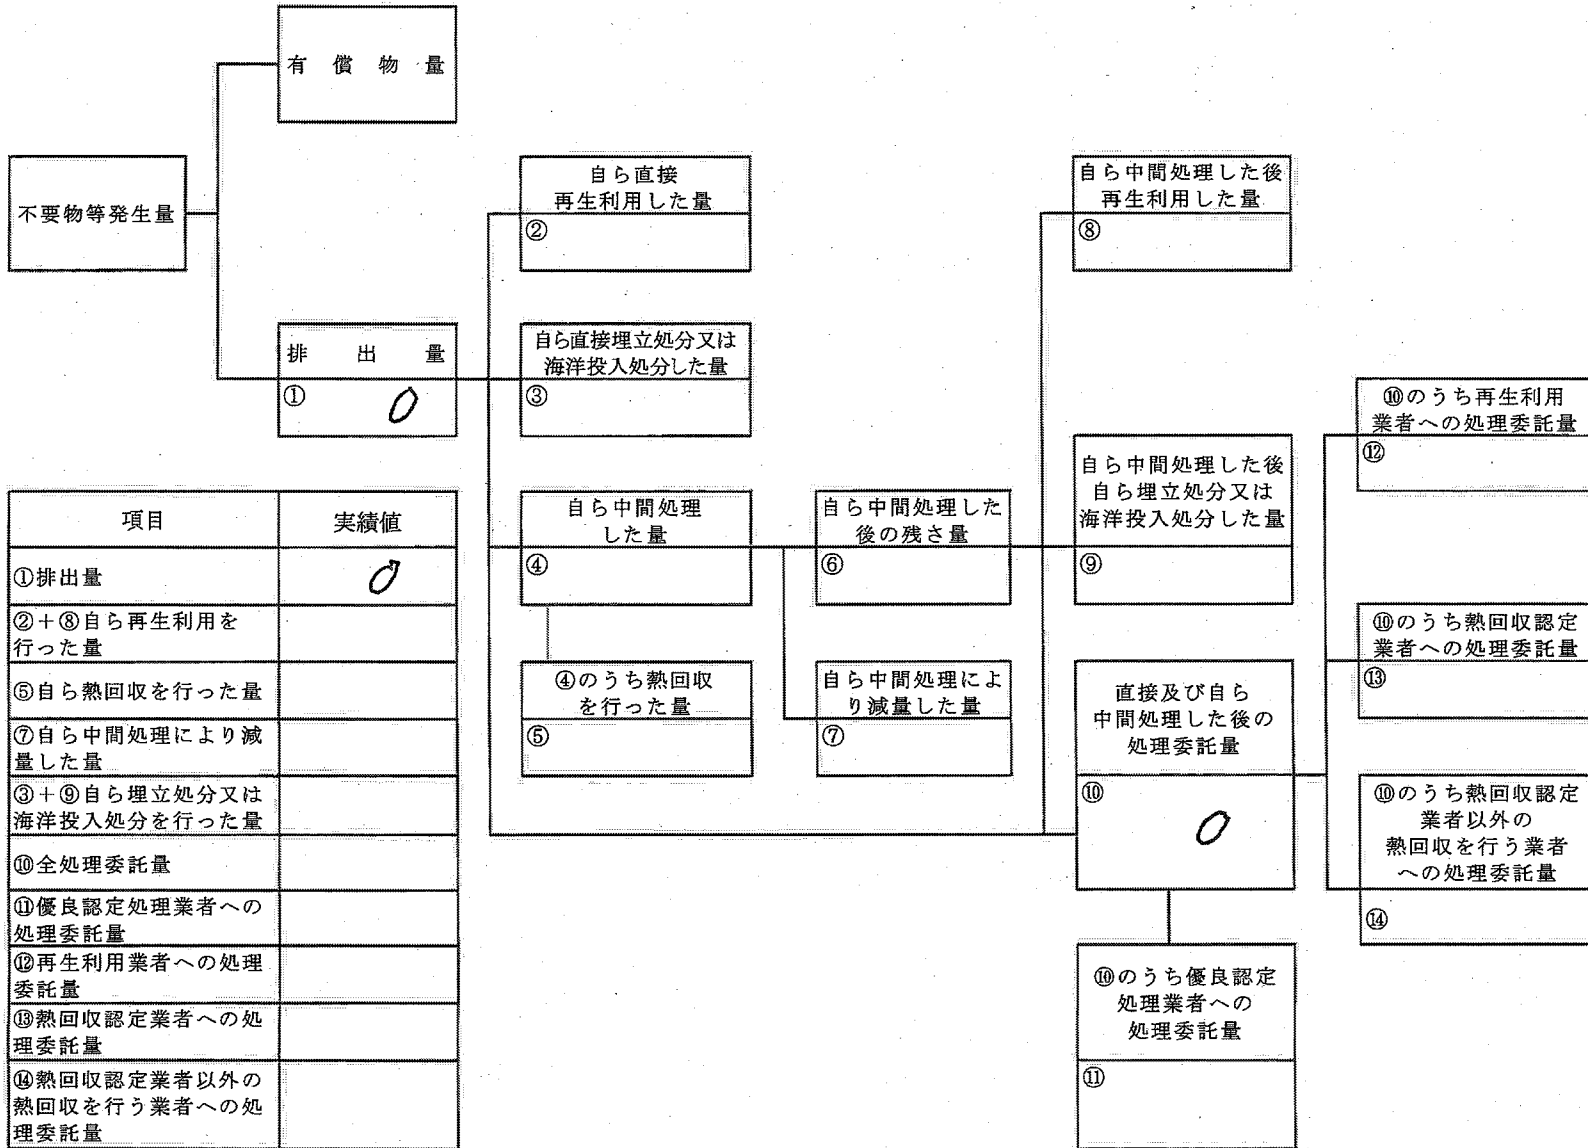 有償物量
不要物等発生量
自ら直接
再生利用した量
②
自ら中間処理した後
再生利用した量
⑧
排出量
① 0
自ら直接埋立処分又は
海洋投入処分した量
③
⑩のうち再生利用
業者への処理委託量
⑫
自ら中間処理した後
自ら埋立処分又は
海洋投入処分した量
⑨
自ら中間処理
した量
④
自ら中間処理した
後の残さ量
⑥
④のうち熱回収
を行った量
⑤
自ら中間処理によ
り減量した量
⑦
⑩のうち熱回収認定
業者への処理委託量
⑬
直接及び自ら
中間処理した後の
処理委託量
⑩ 0
⑩のうち熱回収認定
業者以外の
熱回収を行う業者
への処理委託量
⑭
⑩のうち優良認定
処理業者への
処理委託量
⑪
項目 実績値
①排出量 0
②+⑧自ら再生利用を
行った量
⑤自ら熱回収を行った量
⑦自ら中間処理により減
量した量
③+⑨自ら埋立処分又は
海洋投入処分を行った量
⑩全処理委託量
⑪優良認定処理業者への
処理委託量
⑫再生利用業者への処理
委託量
⑬熱回収認定業者への処
理委託量
⑭熱回収認定業者以外の
熱回収を行う業者への処
理委託量